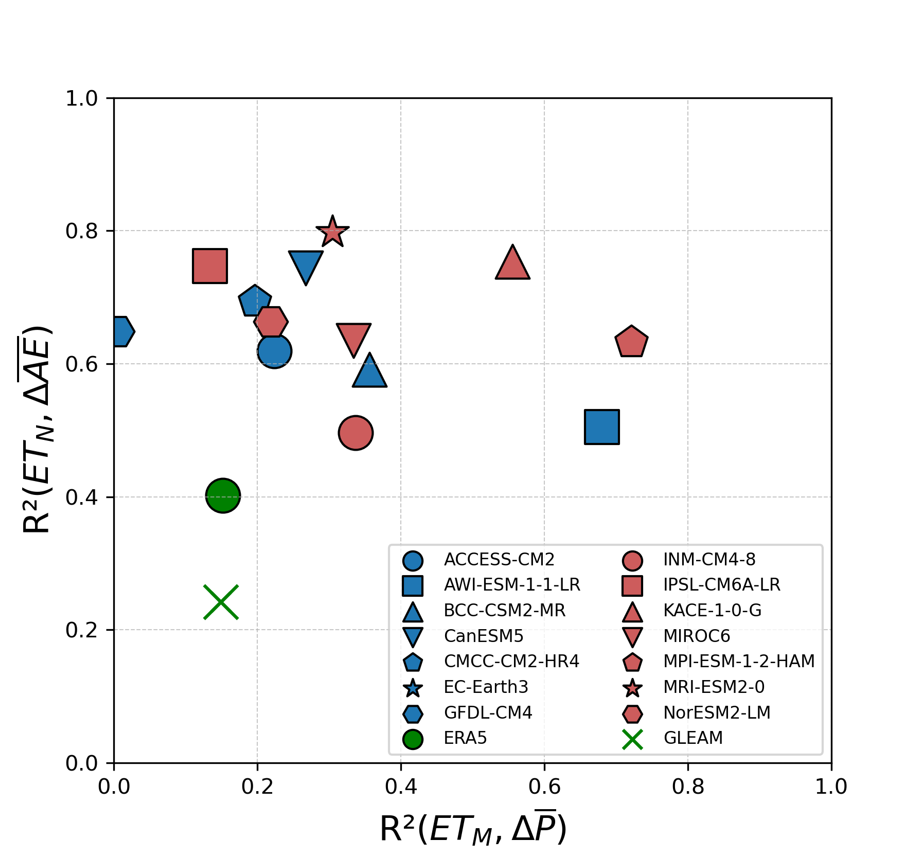 1.0
0.8
0.6
0.4
0.2
0.0
R²(ET_N, ΔA̅E̅)
ACCESS-CM2
AWI-ESM-1-1-LR
BCC-CSM2-MR
CanESM5
CMCC-CM2-HR4
EC-Earth3
GFDL-CM4
ERA5
INM-CM4-8
IPSL-CM6A-LR
KACE-1-0-G
MIROC6
MPI-ESM-1-2-HAM
MRI-ESM2-0
NorESM2-LM
GLEAM
0.0 0.2 0.4 0.6 0.8 1.0
R²(ET_M, ΔP̅)